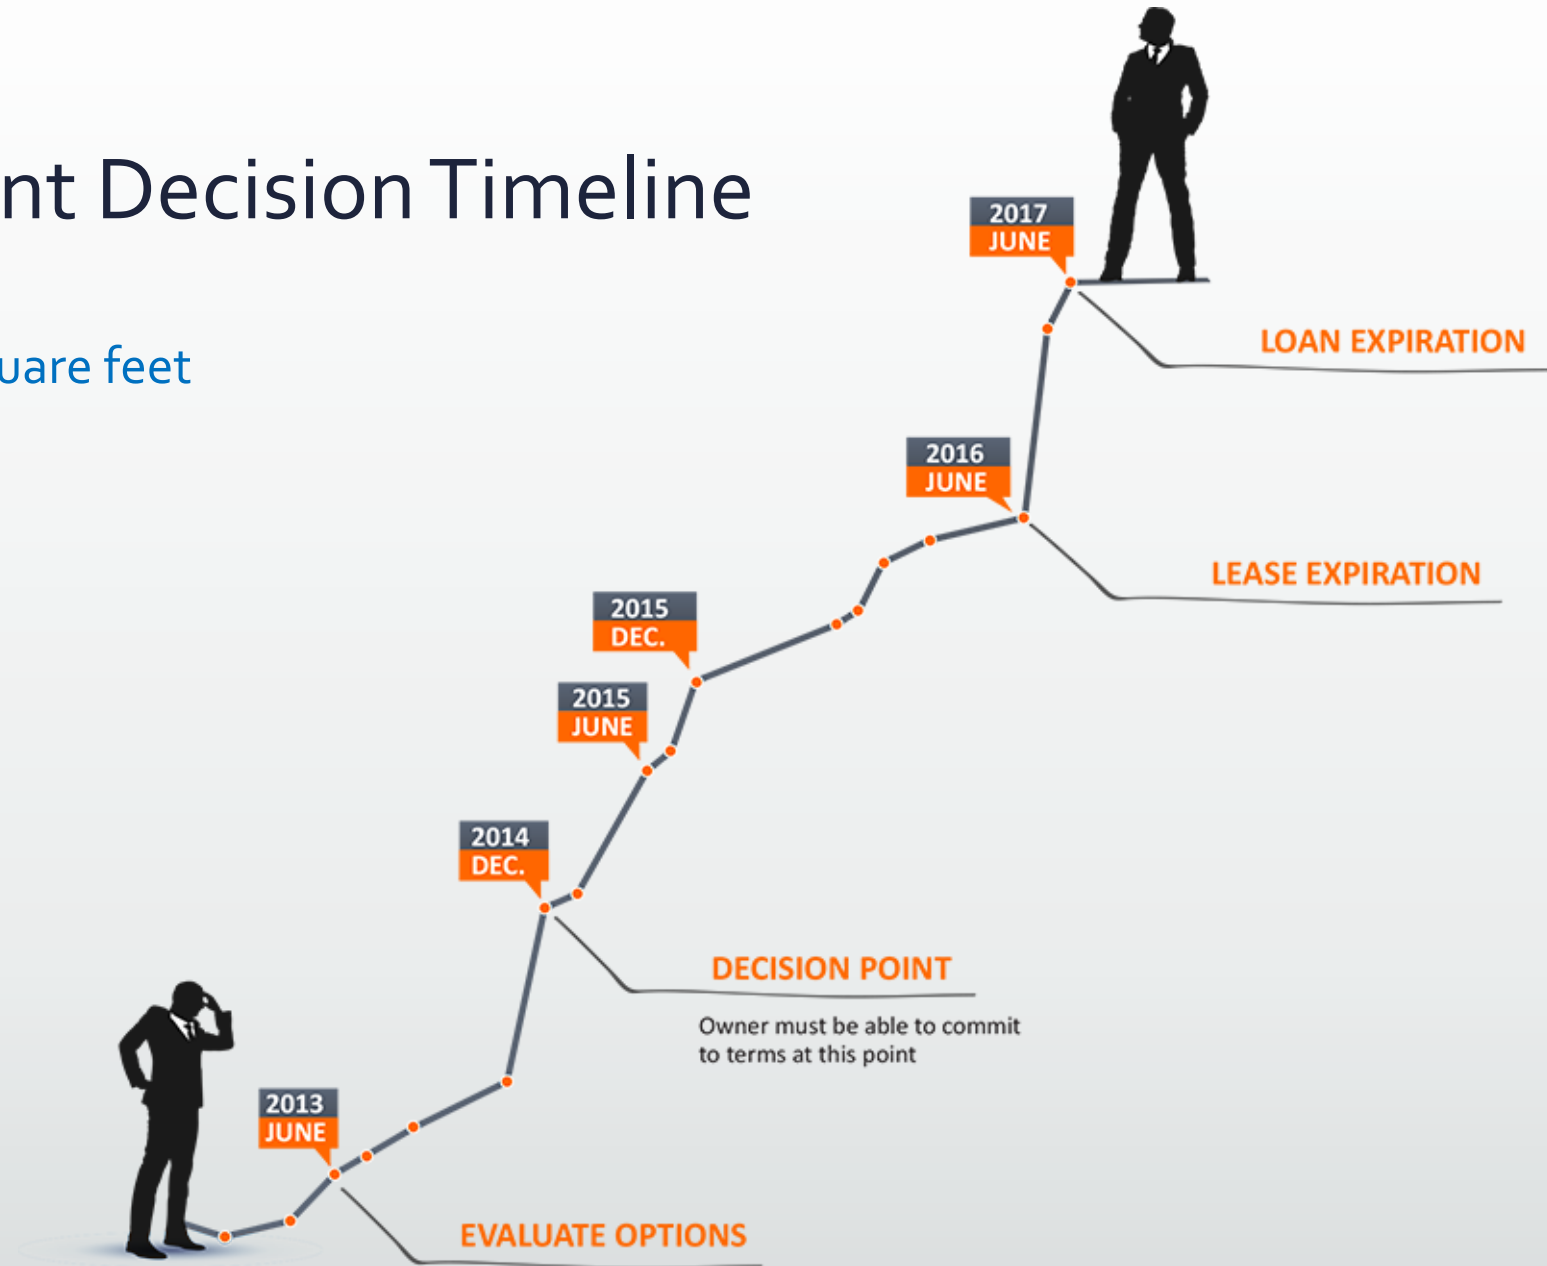 nt Decision Timeline
uare feet
2017
JUNE
LOAN EXPIRATION
2016
JUNE
LEASE EXPIRATION
2015
DEC.
2015
JUNE
2014
DEC.
DECISION POINT
Owner must be able to commit
to terms at this point
2013
JUNE
EVALUATE OPTIONS